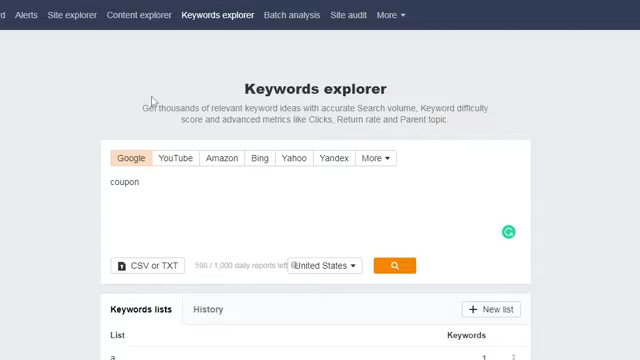 d Alerts Site explorer Content explorer Keywords explorer Batch analysis Site audit More
Keywords explorer
Get thousands of relevant keyword ideas with accurate Search volume, Keyword difficulty
score and advanced metrics like Clicks, Return rate and Parent topic
Google YouTube Amazon Bing Yahoo Yandex More
coupon
CSV or TXT 598 / 1,000 daily reports left United States
Keywords lists History + New list
List Keywords
a 1